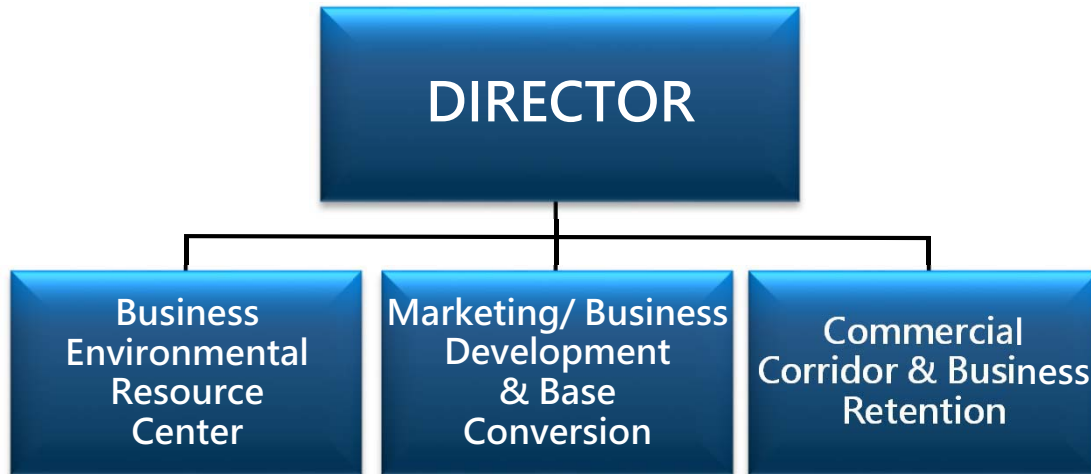 DIRECTOR
Business
Environmental
Resource
Center
Marketing/ Business
Development
& Base
Conversion
Commercial
Corridor & Business
Retention